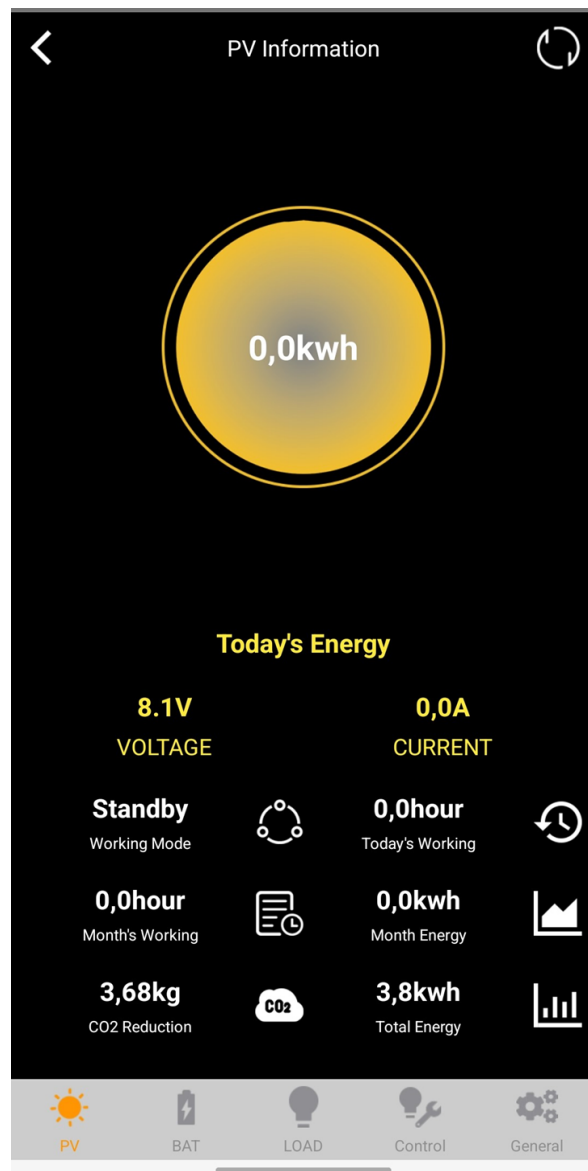 PV Information
0,0kwh
Today's Energy
8.1V 0,0A
VOLTAGE CURRENT
Standby 0,0hour
Working Mode Today's Working
0,0hour 0,0kwh
Month's Working Month Energy
3,68kg CO2 3,8kwh
CO2 Reduction Total Energy
PV BAT LOAD Control General